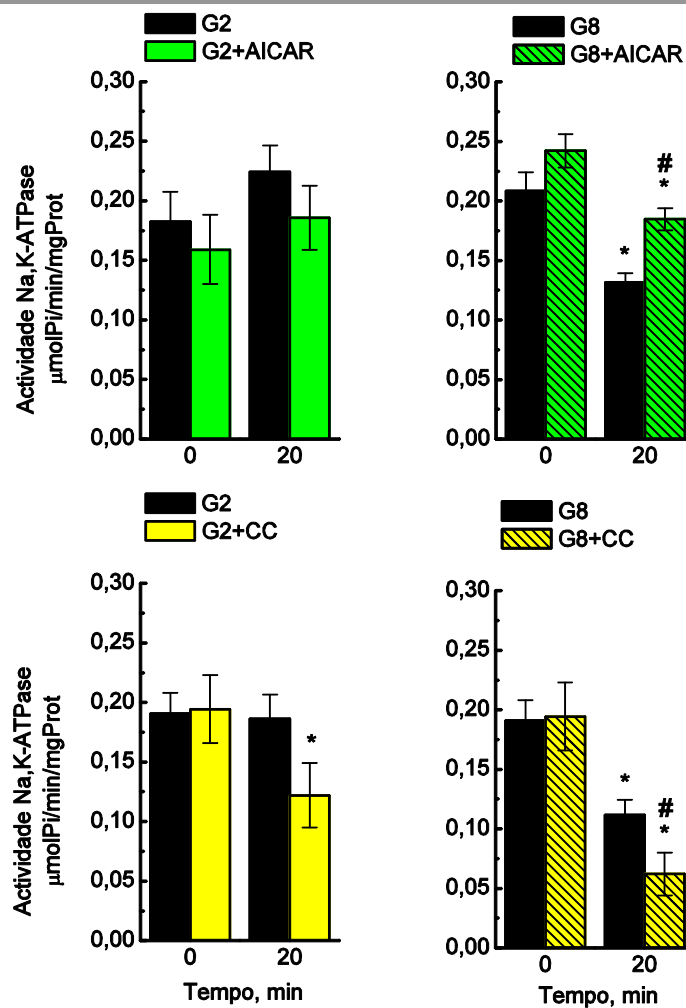 G2
G2+AICAR
0,30
0,25
0,20
0,15
0,10
0,05
0,00
Actividade Na,K-ATPase
µmolPi/min/mgProt
0 20
G8
G8+AICAR
0,30
0,25
0,20
0,15
0,10
0,05
0,00
*
#
*
0 20
G2
G2+CC
0,30
0,25
0,20
0,15
0,10
0,05
0,00
Actividade Na,K-ATPase
µmolPi/min/mgProt
*
0 20
Tempo, min
G8
G8+CC
0,30
0,25
0,20
0,15
0,10
0,05
0,00
*
#
*
0 20
Tempo, min